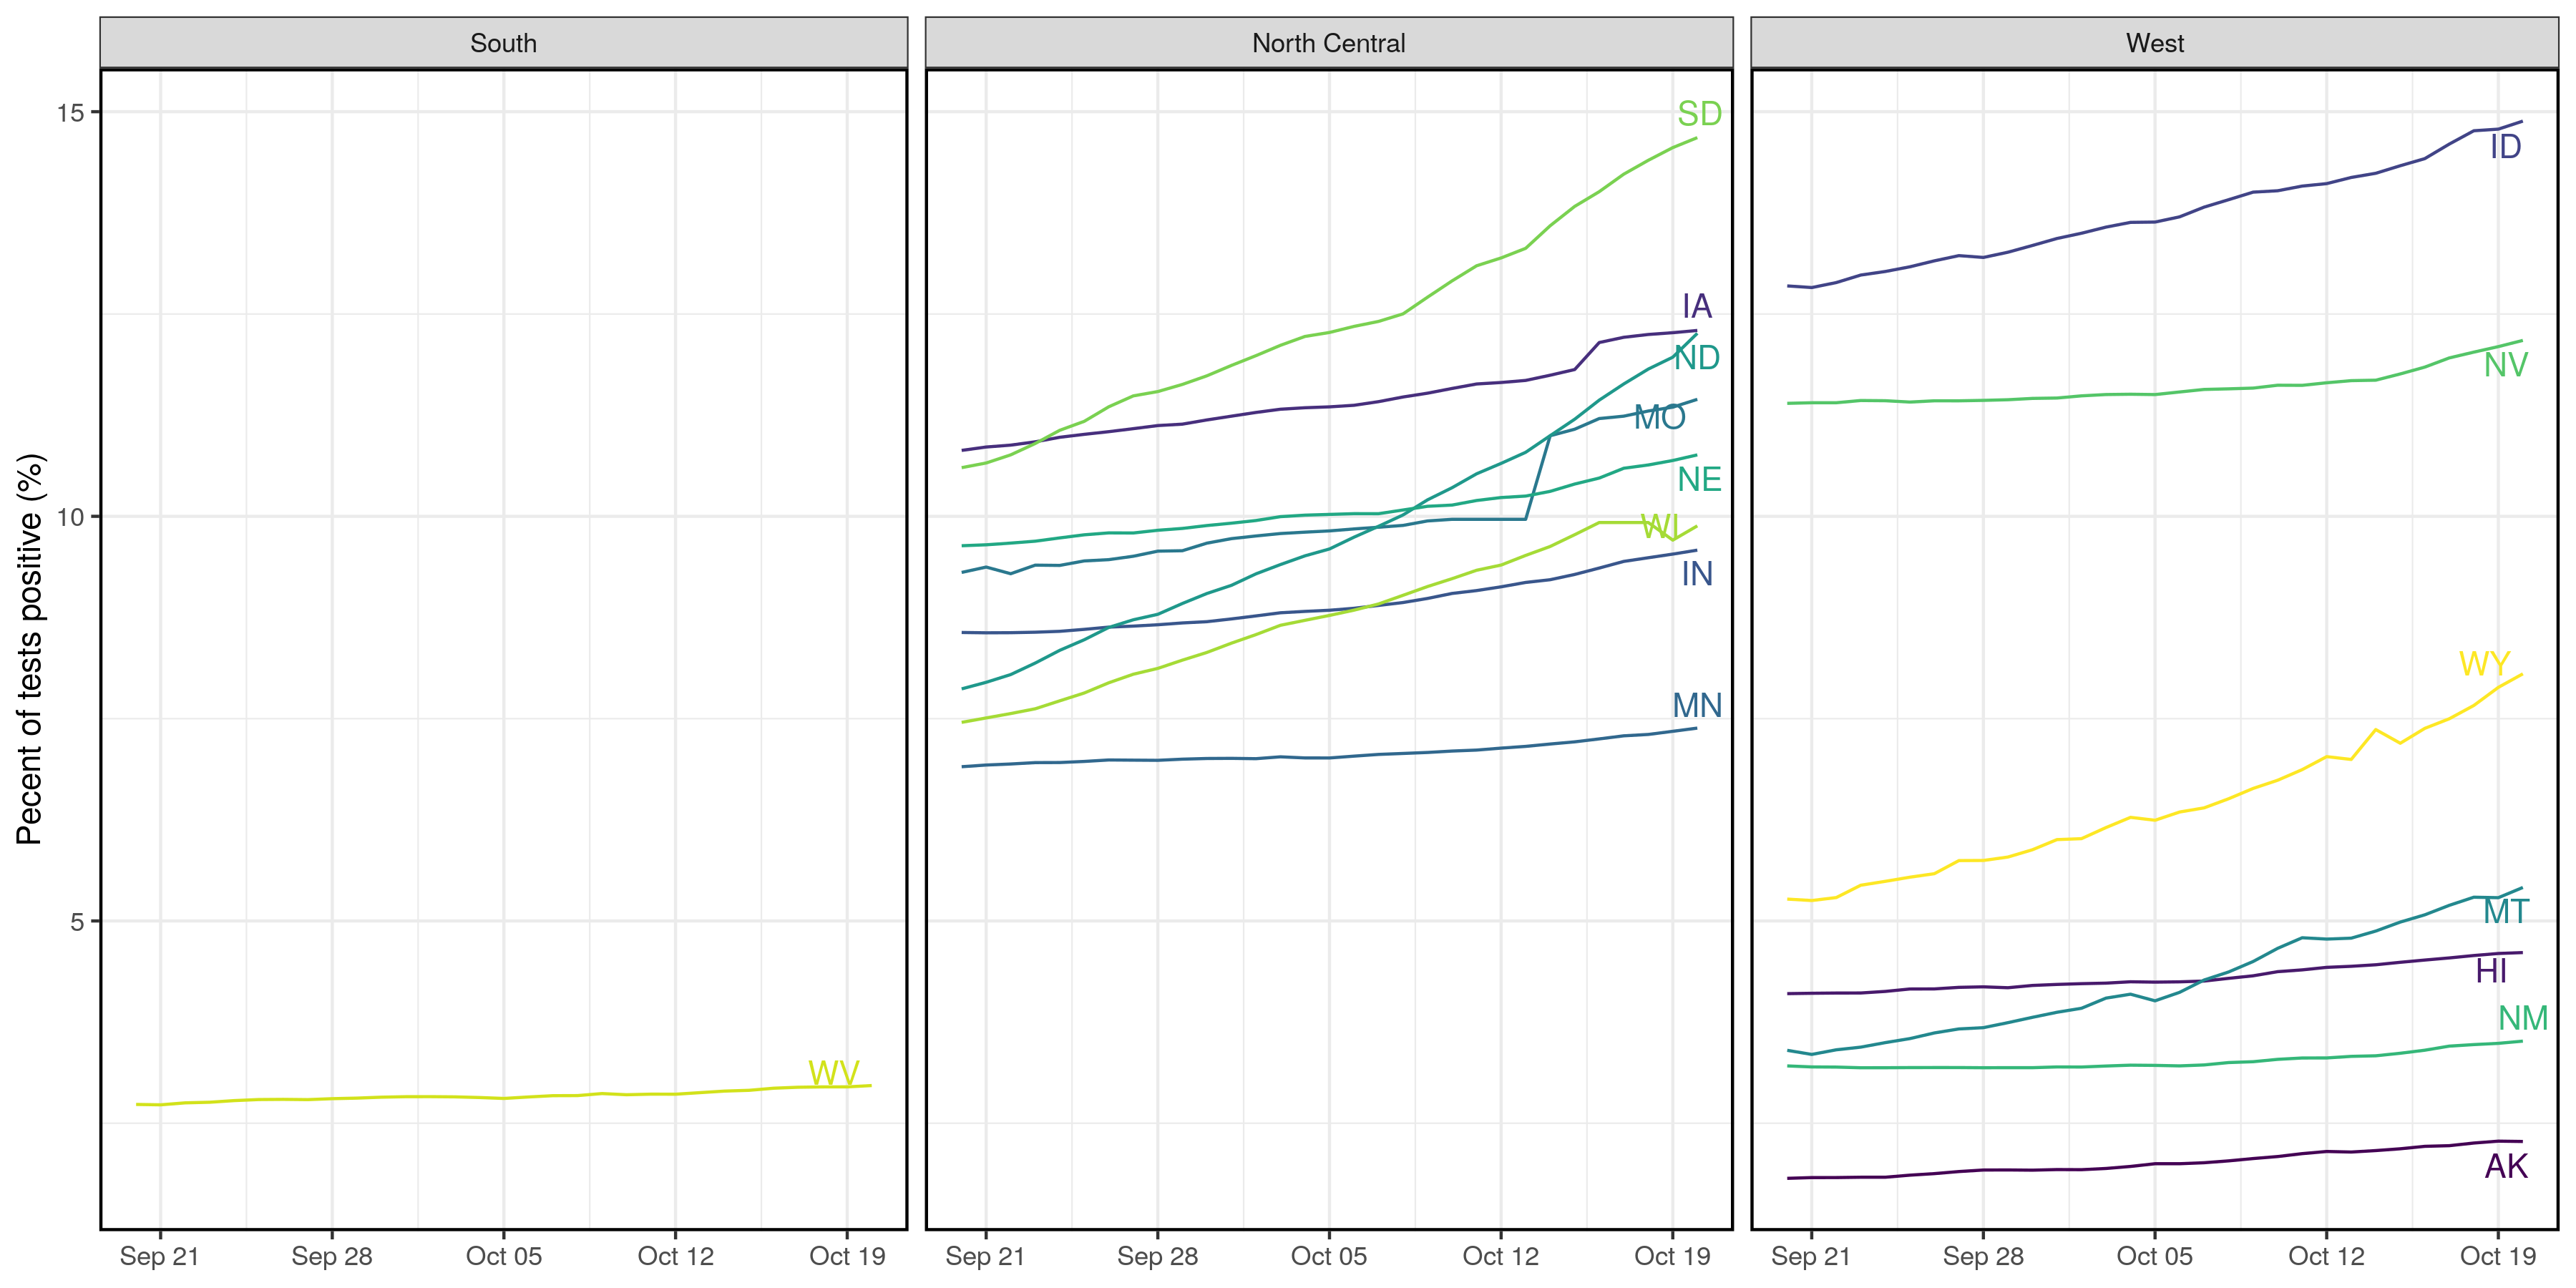 South
North Central
West
Pecent of tests positive (%)
15
10
5
WV
SD
IA
ND
MO
NE
WI
IN
MN
ID
NV
WY
MT
HI
NM
AK
Sep 21 Sep 28 Oct 05 Oct 12 Oct 19
Sep 21 Sep 28 Oct 05 Oct 12 Oct 19
Sep 21 Sep 28 Oct 05 Oct 12 Oct 19